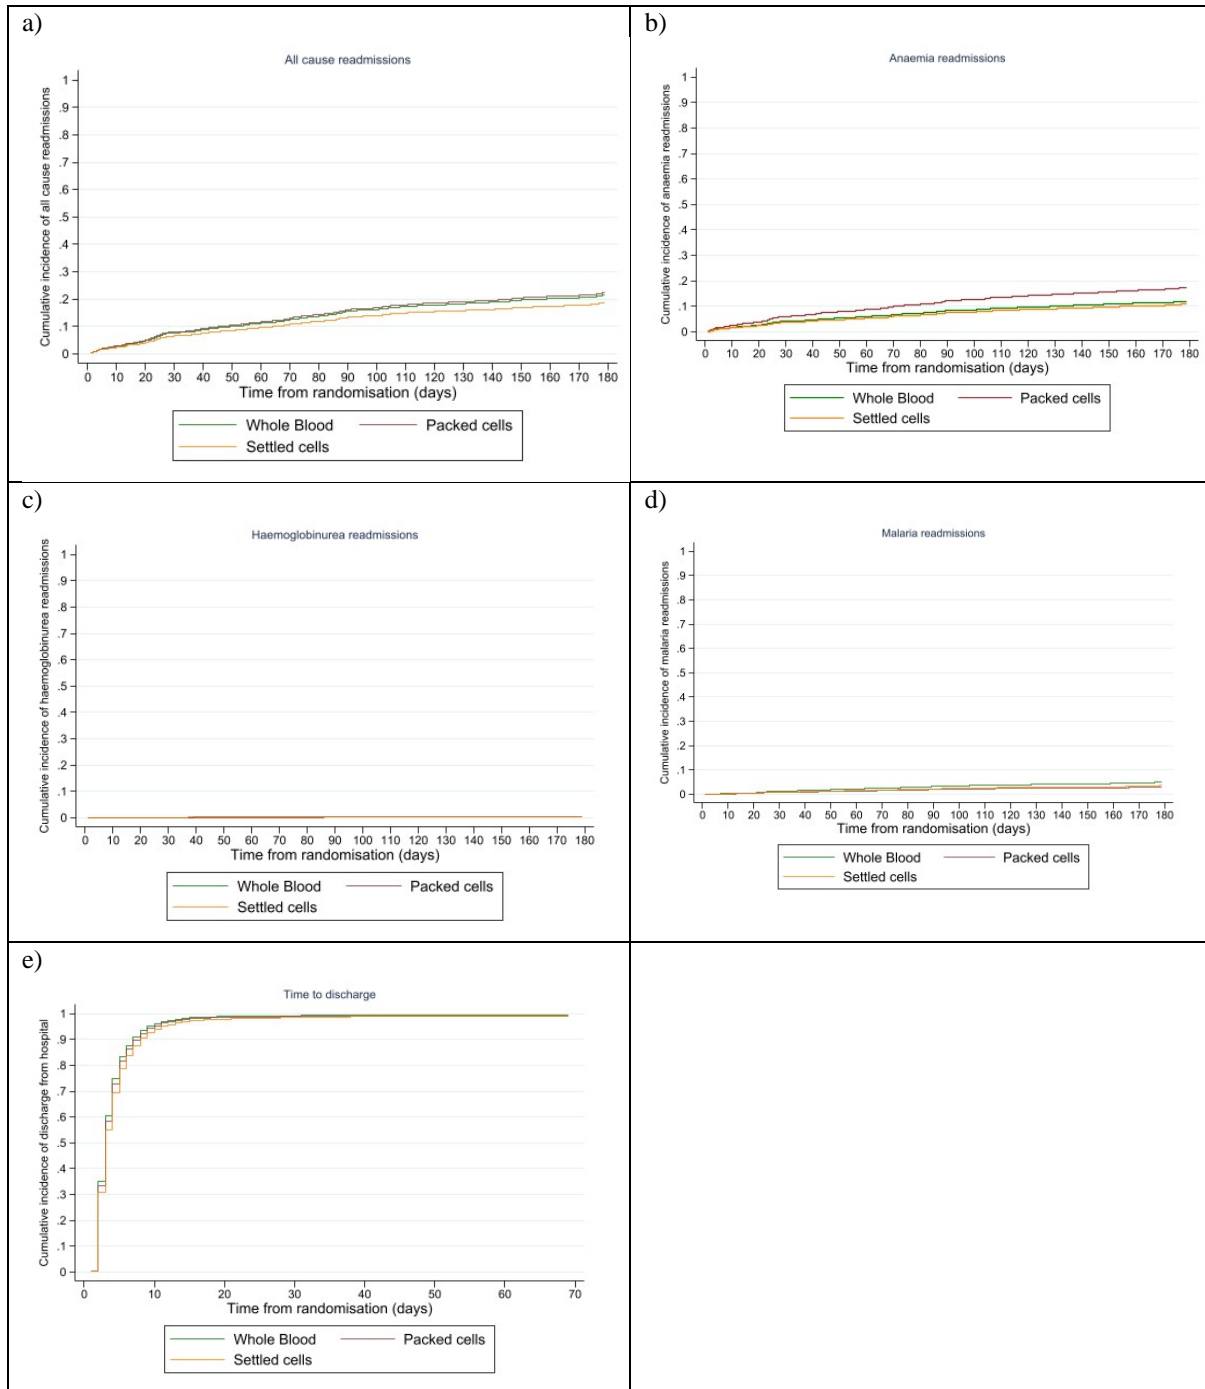 a)
All cause readmissions
Cumulative incidence of all cause readmissions
1
.9
.8
.7
.6
.5
.4
.3
.2
.1
0
0 10 20 30 40 50 60 70 80 90 100 110 120 130 140 150 160 170 180
Time from randomisation (days)
Whole Blood Packed cells
Settled cells
b)
Anaemia readmissions
Cumulative incidence of anaemia readmissions
1
.9
.8
.7
.6
.5
.4
.3
.2
.1
0
0 10 20 30 40 50 60 70 80 90 100 110 120 130 140 150 160 170 180
Time from randomisation (days)
Whole Blood Packed cells
Settled cells
c)
Haemoglobinurea readmissions
Cumulative incidence of haemoglobinurea readmissions
1
.9
.8
.7
.6
.5
.4
.3
.2
.1
0
0 10 20 30 40 50 60 70 80 90 100 110 120 130 140 150 160 170 180
Time from randomisation (days)
Whole Blood Packed cells
Settled cells
d)
Malaria readmissions
Cumulative incidence of malaria readmissions
1
.9
.8
.7
.6
.5
.4
.3
.2
.1
0
0 10 20 30 40 50 60 70 80 90 100 110 120 130 140 150 160 170 180
Time from randomisation (days)
Whole Blood Packed cells
Settled cells
e)
Time to discharge
Cumulative incidence of discharge from hospital
1
.9
.8
.7
.6
.5
.4
.3
.2
.1
0
0 10 20 30 40 50 60 70
Time from randomisation (days)
Whole Blood Packed cells
Settled cells